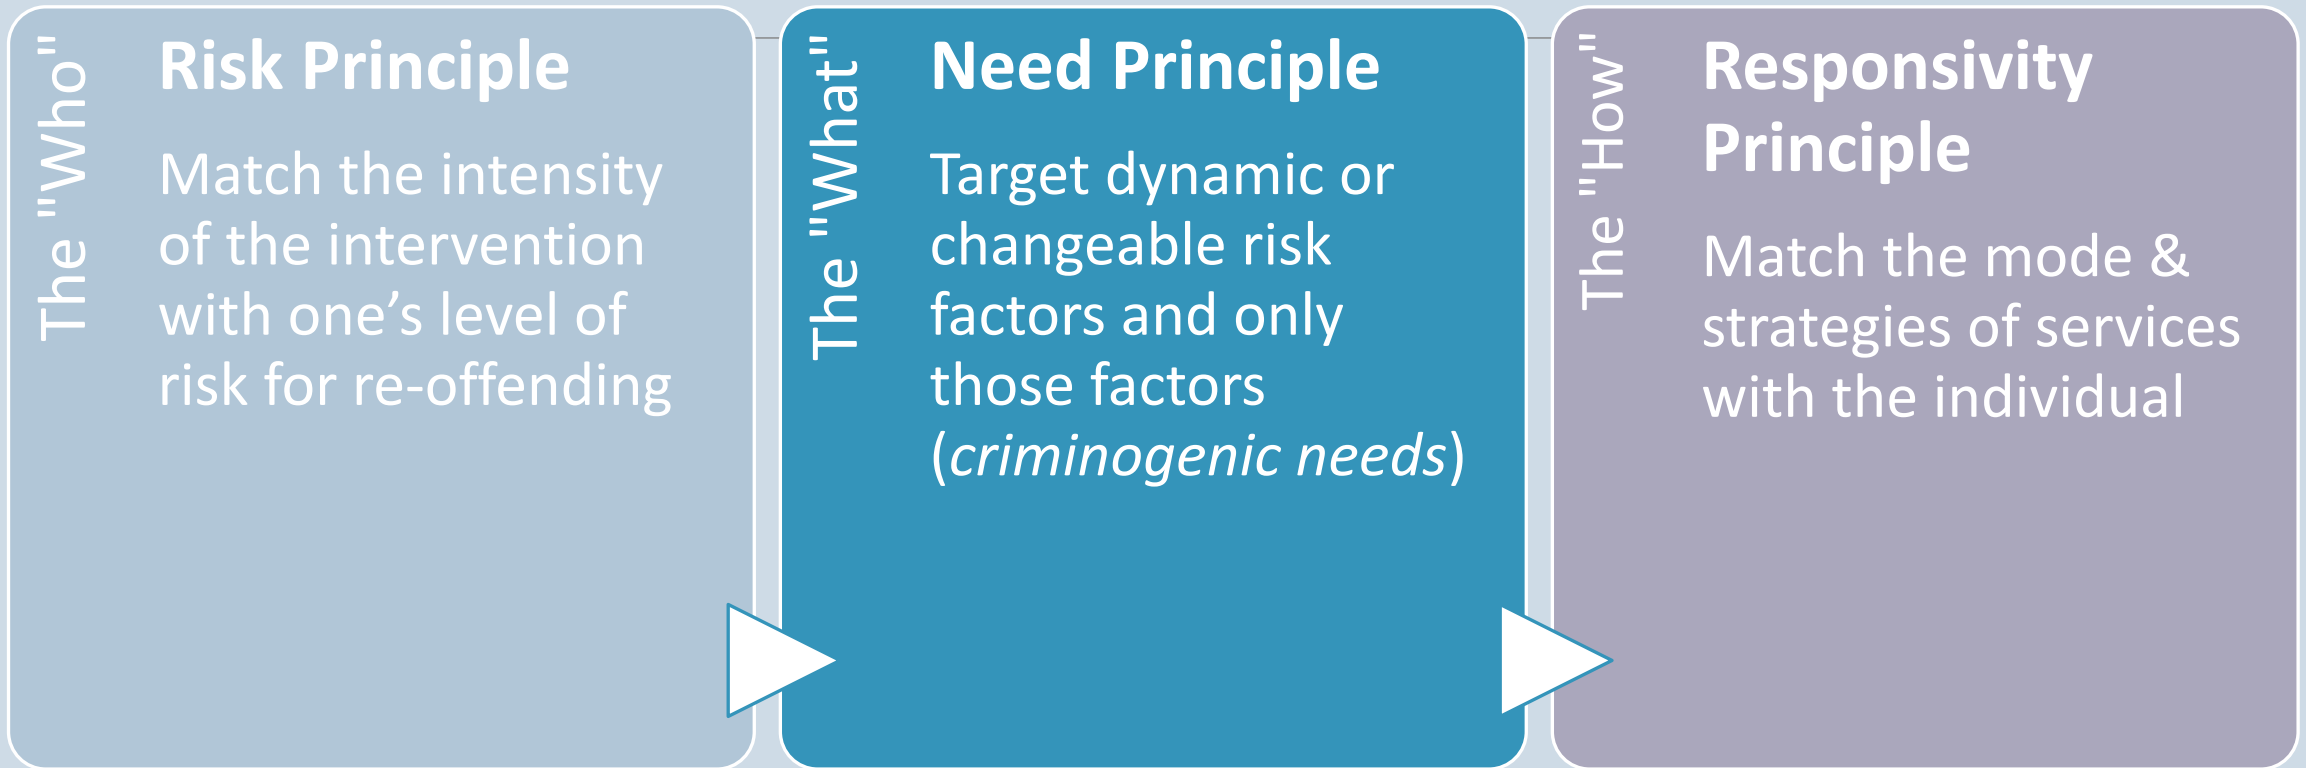 The "Who"
Risk Principle
Match the intensity
of the intervention
with one’s level of
risk for re-offending
The "What"
Need Principle
Target dynamic or
changeable risk
factors and only
those factors
(criminogenic needs)
The "How"
Responsivity
Principle
Match the mode &
strategies of services
with the individual